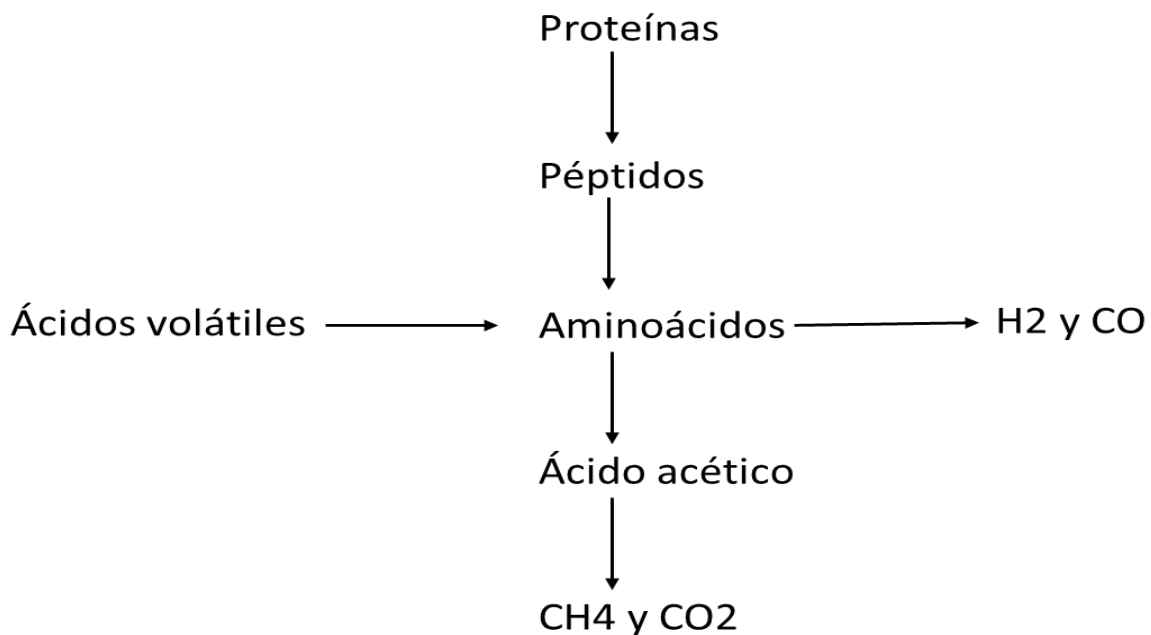 Proteínas
Péptidos
Ácidos volátiles
Aminoácidos
H2 y CO
Ácido acético
CH4 y CO2